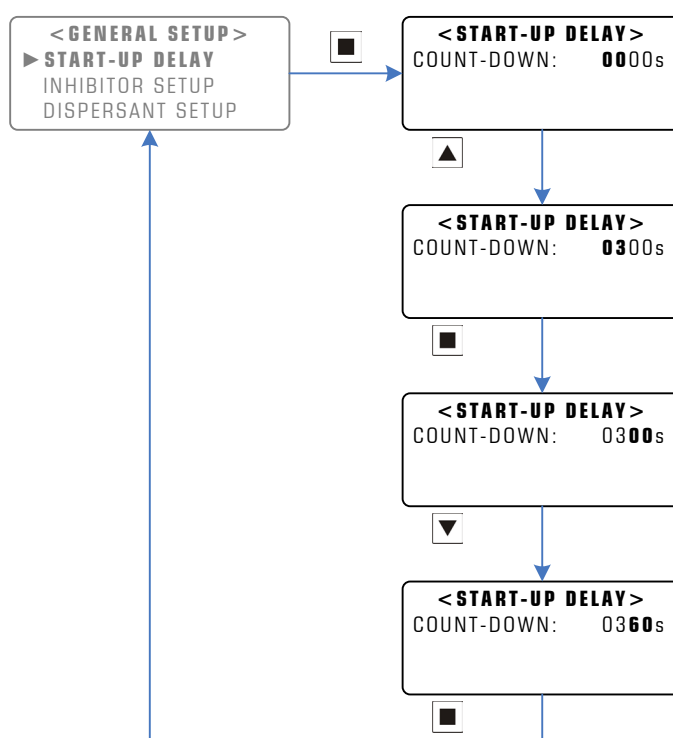 <GENERAL SETUP>
►START-UP DELAY
INHIBITOR SETUP
DISPERSANT SETUP
<START-UP DELAY>
COUNT-DOWN: 0000s
<START-UP DELAY>
COUNT-DOWN: 0300s
<START-UP DELAY>
COUNT-DOWN: 0300s
<START-UP DELAY>
COUNT-DOWN: 0360s